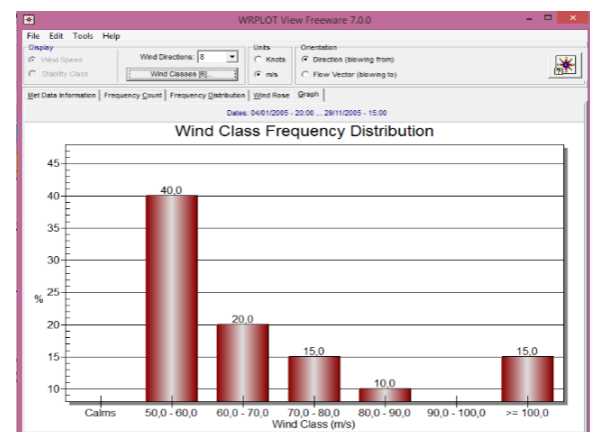 WRPLOT View Freeware 7.0.0
File Edit Tools Help
Display
Wind Speed
Stability Class
Wind Directions: 8
Wind Classes [6]...
Units
Knots
m/s
Orientation
Direction (blowing from)
Flow Vector (blowing to)
Met Data Information Frequency Count Frequency Distribution Wind Rose Graph
Dates: 04/01/2005 - 20:00 ... 29/11/2005 - 15:00
Wind Class Frequency Distribution
45
40
35
30
25
20
15
10
%
40,0
20,0
15,0
10,0
15,0
Calms 50,0 - 60,0 60,0 - 70,0 70,0 - 80,0 80,0 - 90,0 90,0 - 100,0 >= 100,0
Wind Class (m/s)